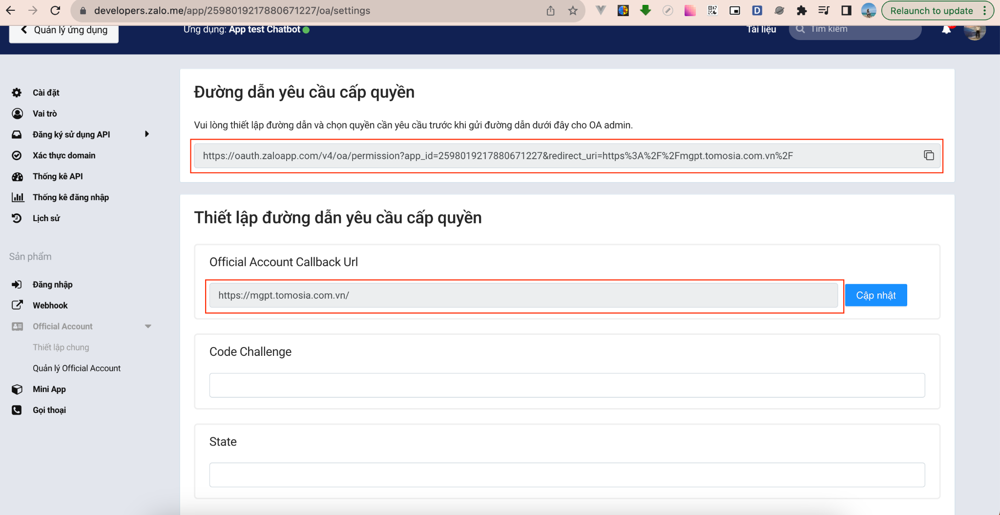 developers.zalo.me/app/2598019217880671227/oa/settings
Relaunch to update
Quản lý ứng dụng
Ứng dụng: App test Chatbot
Tài liệu
Tìm kiếm
Cài đặt
Vai trò
Đăng ký sử dụng API
Xác thực domain
Thống kê API
Thống kê đăng nhập
Lịch sử
Sản phẩm
Đăng nhập
Webhook
Official Account
Thiết lập chung
Quản lý Official Account
Mini App
Gọi thoại
Đường dẫn yêu cầu cấp quyền
Vui lòng thiết lập đường dẫn và chọn quyền cần yêu cầu trước khi gửi đường dẫn dưới đây cho OA admin.
https://oauth.zaloapp.com/v4/oa/permission?app_id=2598019217880671227&redirect_uri=https%3A%2F%2Fmgpt.tomosia.com.vn%2F
Thiết lập đường dẫn yêu cầu cấp quyền
Official Account Callback Url
https://mgpt.tomosia.com.vn/
Cập nhật
Code Challenge
State